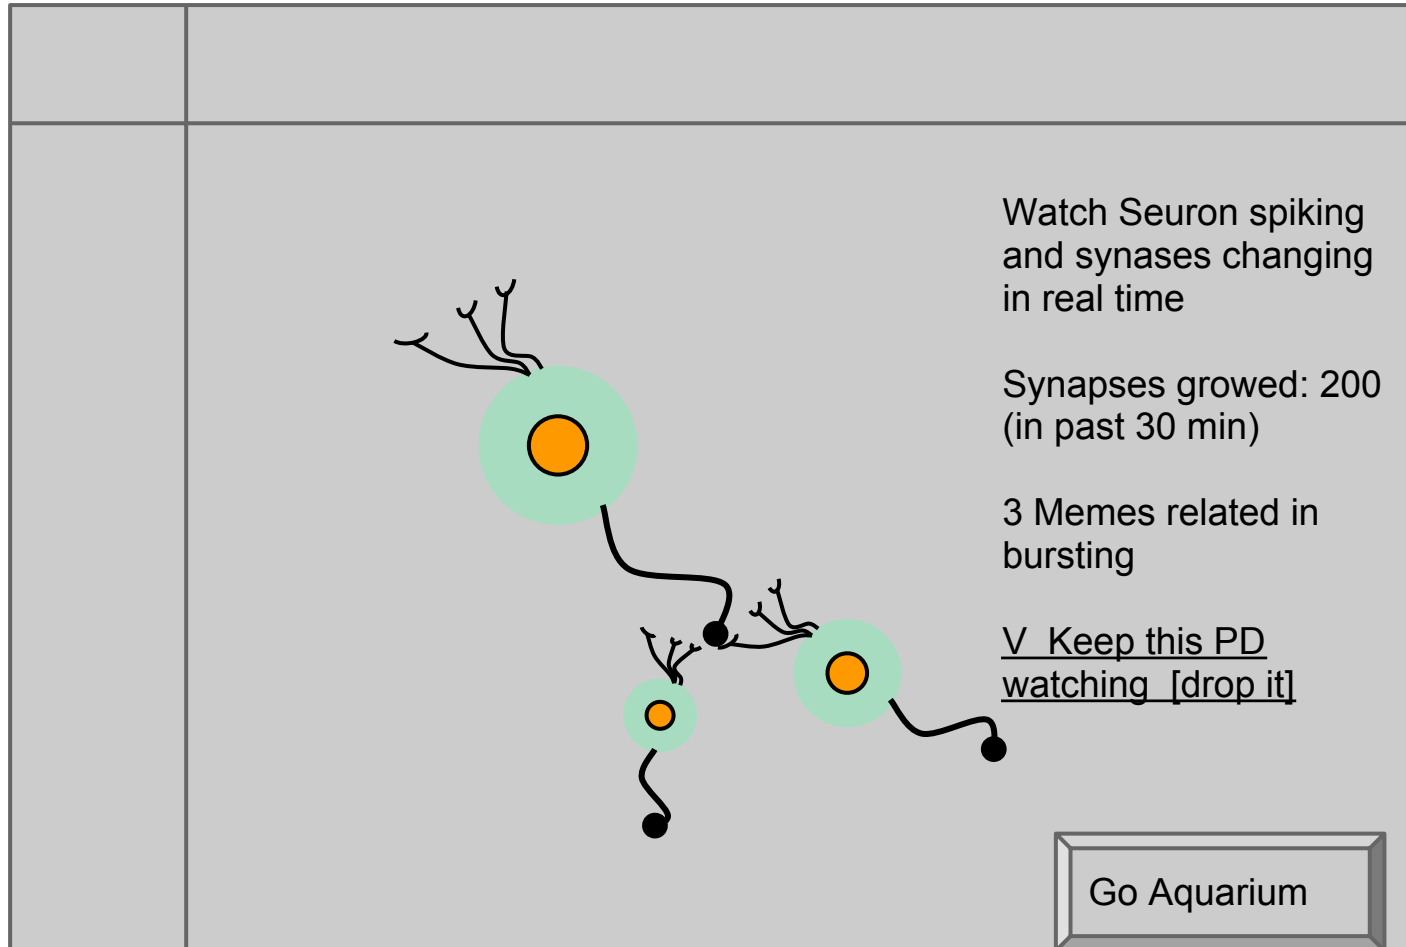 Watch Seuron spiking
and synases changing
in real time
Synapses growed: 200
(in past 30 min)
3 Memes related in
bursting
V  Keep this PD
watching  [drop it]
Go Aquarium